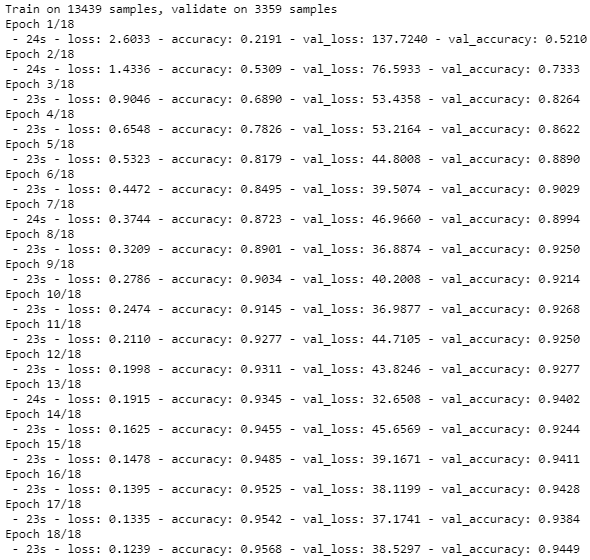 Train on 13439 samples, validate on 3359 samples
Epoch 1/18
 - 24s - loss: 2.6033 - accuracy: 0.2191 - val_loss: 137.7240 - val_accuracy: 0.5210
Epoch 2/18
 - 24s - loss: 1.4336 - accuracy: 0.5309 - val_loss: 76.5933 - val_accuracy: 0.7333
Epoch 3/18
 - 23s - loss: 0.9046 - accuracy: 0.6890 - val_loss: 53.4358 - val_accuracy: 0.8264
Epoch 4/18
 - 23s - loss: 0.6548 - accuracy: 0.7826 - val_loss: 53.2164 - val_accuracy: 0.8622
Epoch 5/18
 - 23s - loss: 0.5323 - accuracy: 0.8179 - val_loss: 44.8008 - val_accuracy: 0.8890
Epoch 6/18
 - 23s - loss: 0.4472 - accuracy: 0.8495 - val_loss: 39.5074 - val_accuracy: 0.9029
Epoch 7/18
 - 24s - loss: 0.3744 - accuracy: 0.8723 - val_loss: 46.9660 - val_accuracy: 0.8994
Epoch 8/18
 - 23s - loss: 0.3209 - accuracy: 0.8901 - val_loss: 36.8874 - val_accuracy: 0.9250
Epoch 9/18
 - 23s - loss: 0.2786 - accuracy: 0.9034 - val_loss: 40.2008 - val_accuracy: 0.9214
Epoch 10/18
 - 23s - loss: 0.2474 - accuracy: 0.9145 - val_loss: 36.9877 - val_accuracy: 0.9268
Epoch 11/18
 - 23s - loss: 0.2110 - accuracy: 0.9277 - val_loss: 44.7105 - val_accuracy: 0.9250
Epoch 12/18
 - 23s - loss: 0.1998 - accuracy: 0.9311 - val_loss: 43.8246 - val_accuracy: 0.9277
Epoch 13/18
 - 24s - loss: 0.1915 - accuracy: 0.9345 - val_loss: 32.6508 - val_accuracy: 0.9402
Epoch 14/18
 - 23s - loss: 0.1625 - accuracy: 0.9455 - val_loss: 45.6569 - val_accuracy: 0.9244
Epoch 15/18
 - 23s - loss: 0.1478 - accuracy: 0.9485 - val_loss: 39.1671 - val_accuracy: 0.9411
Epoch 16/18
 - 23s - loss: 0.1395 - accuracy: 0.9525 - val_loss: 38.1199 - val_accuracy: 0.9428
Epoch 17/18
 - 23s - loss: 0.1335 - accuracy: 0.9542 - val_loss: 37.1741 - val_accuracy: 0.9384
Epoch 18/18
 - 23s - loss: 0.1239 - accuracy: 0.9568 - val_loss: 38.5297 - val_accuracy: 0.9449